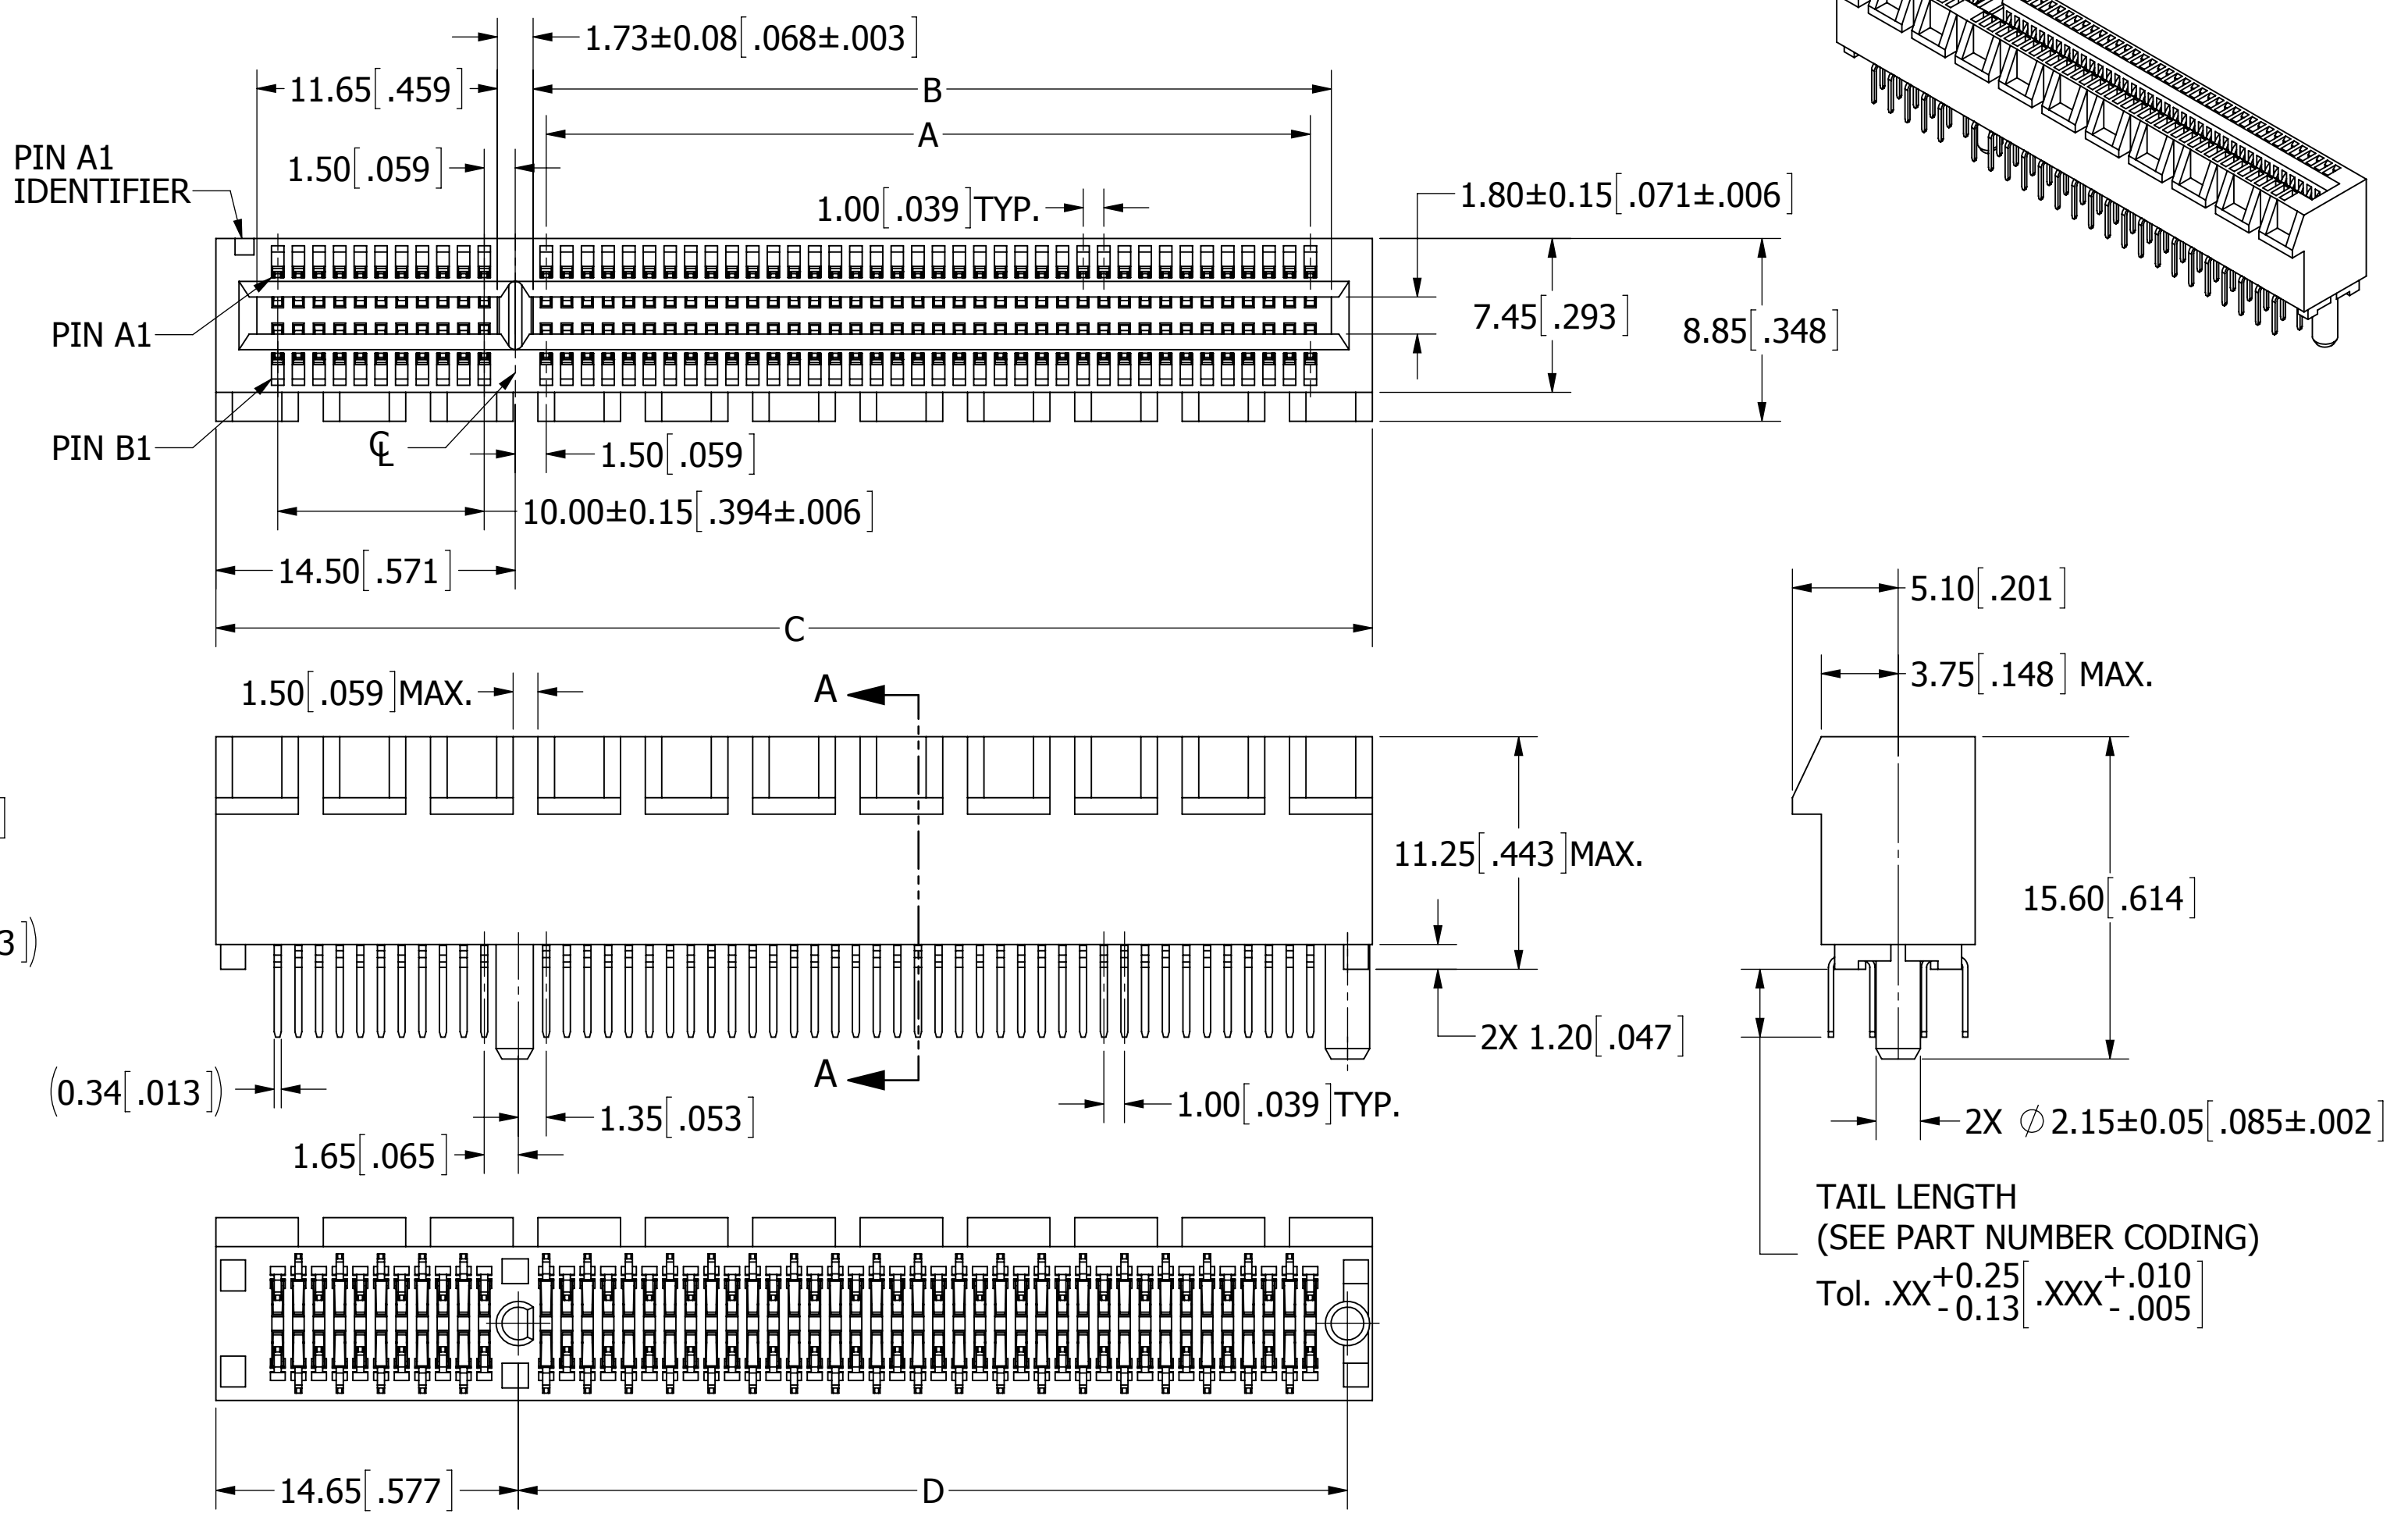 1.73±0.08[.068±.003]
11.65[.459]
B
A
PIN A1
IDENTIFIER
1.50[.059]
1.00[.039]TYP.
1.80±0.15[.071±.006]
7.45[.293]
8.85[.348]
PIN A1
PIN B1
℄
1.50[.059]
10.00±0.15[.394±.006]
14.50[.571]
C
5.10[.201]
3.75[.148] MAX.
1.50[.059]MAX.
A
]
11.25[.443]MAX.
15.60[.614]
3])
2X 1.20[.047]
A
(0.34[.013])
1.35[.053]
1.00[.039]TYP.
1.65[.065]
2X ∅2.15±0.05[.085±.002]
TAIL LENGTH
(SEE PART NUMBER CODING)
Tol. .XX +0.25 -0.13 [.XXX +.010 -.005]
14.65[.577]
D